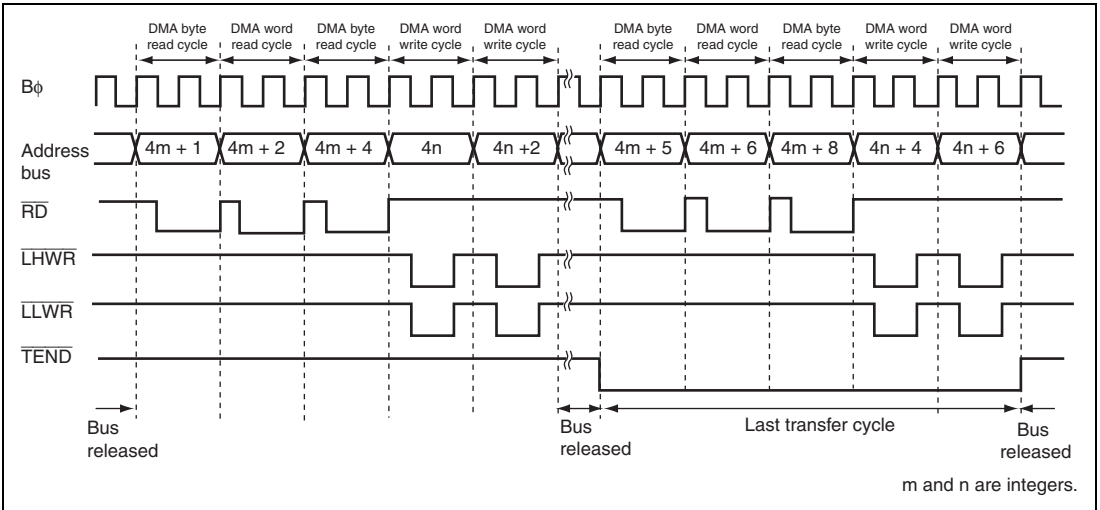 DMA byte read cycle DMA word read cycle DMA byte read cycle DMA word write cycle DMA word write cycle DMA byte read cycle DMA word read cycle DMA byte read cycle DMA word write cycle DMA word write cycle
Bϕ
Address bus 4m + 1 4m + 2 4m + 4 4n 4n +2 4m + 5 4m + 6 4m + 8 4n + 4 4n + 6
RD
LHWR
LLWR
TEND
Bus released Bus released Last transfer cycle Bus released
m and n are integers.